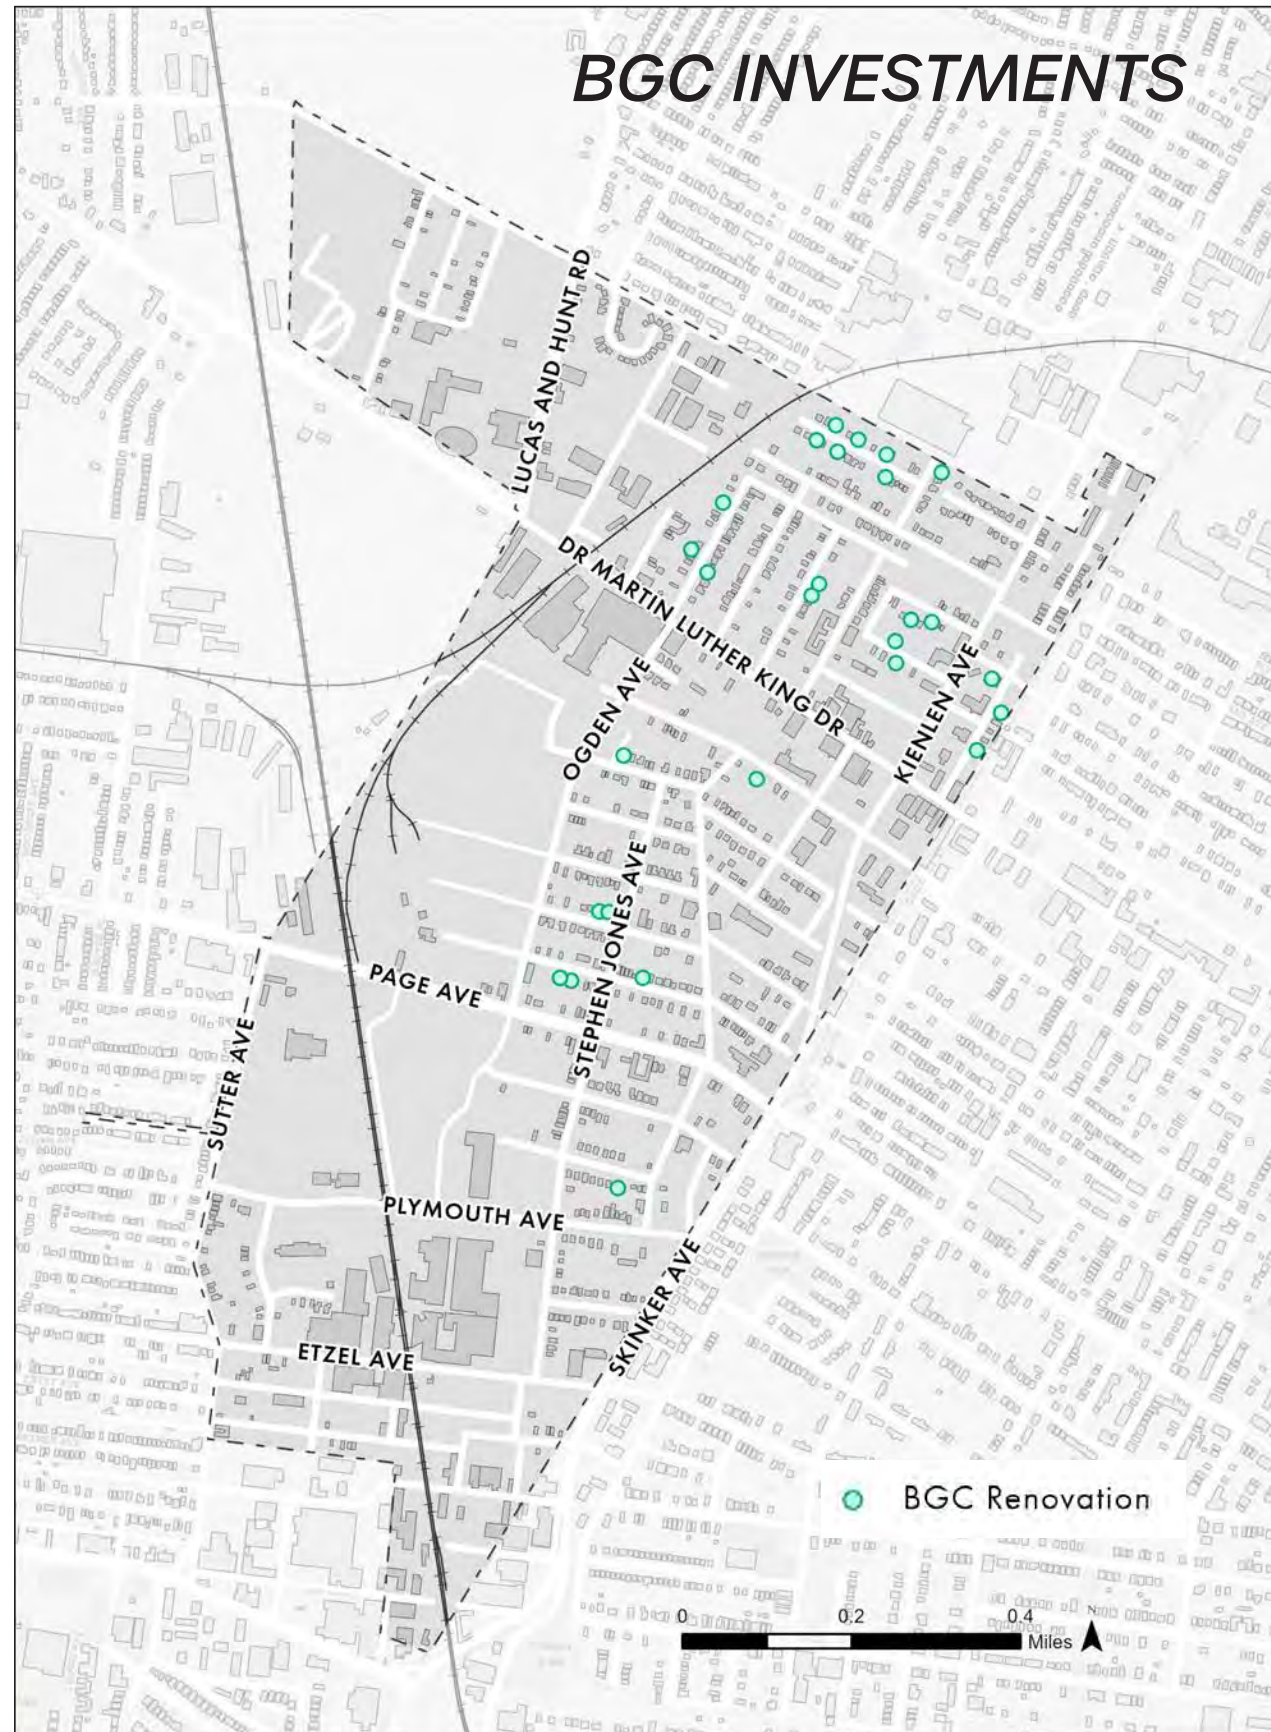 BGC INVESTMENTS
LUCAS AND HUNT RD
DR MARTIN LUTHER KING DR
OGDEN AVE
KIENLEN AVE
STEPHEN JONES AVE
PAGE AVE
SUTTER AVE
PLYMOUTH AVE
SKINKER AVE
ETZEL AVE
BGC Renovation
0 0.2 0.4
Miles
N